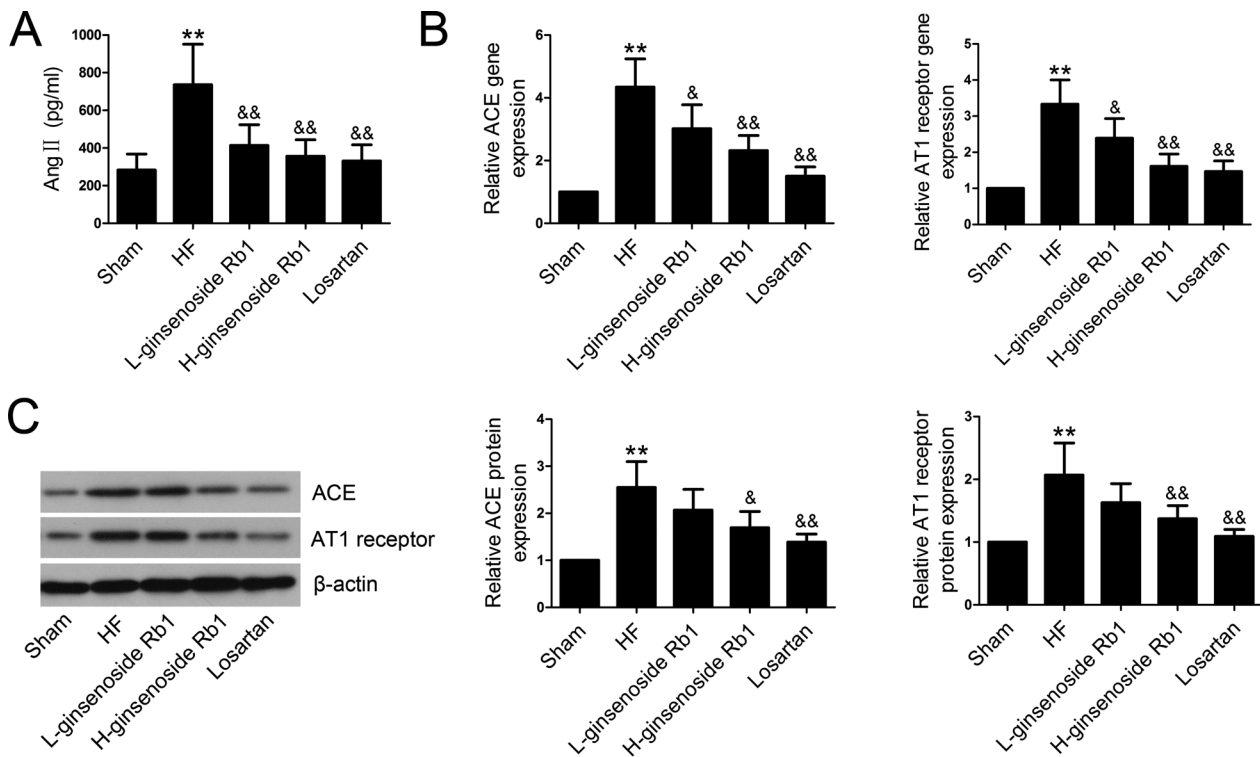 A
Ang Ⅱ (pg/ml)
1000
800
600
400
200
0
**
&&
&&
&&
Sham
HF
L-ginsenoside Rb1
H-ginsenoside Rb1
Losartan
B
Relative ACE gene
expression
6
4
2
0
**
&
&&
&&
Sham
HF
L-ginsenoside Rb1
H-ginsenoside Rb1
Losartan
Relative AT1 receptor gene
expression
5
4
3
2
1
0
**
&
&&
&&
Sham
HF
L-ginsenoside Rb1
H-ginsenoside Rb1
Losartan
C
ACE
AT1 receptor
β-actin
Sham
HF
L-ginsenoside Rb1
H-ginsenoside Rb1
Losartan
Relative ACE protein
expression
4
3
2
1
0
**
&
&&
Sham
HF
L-ginsenoside Rb1
H-ginsenoside Rb1
Losartan
Relative AT1 receptor
protein expression
3
2
1
0
**
&&
&&
Sham
HF
L-ginsenoside Rb1
H-ginsenoside Rb1
Losartan